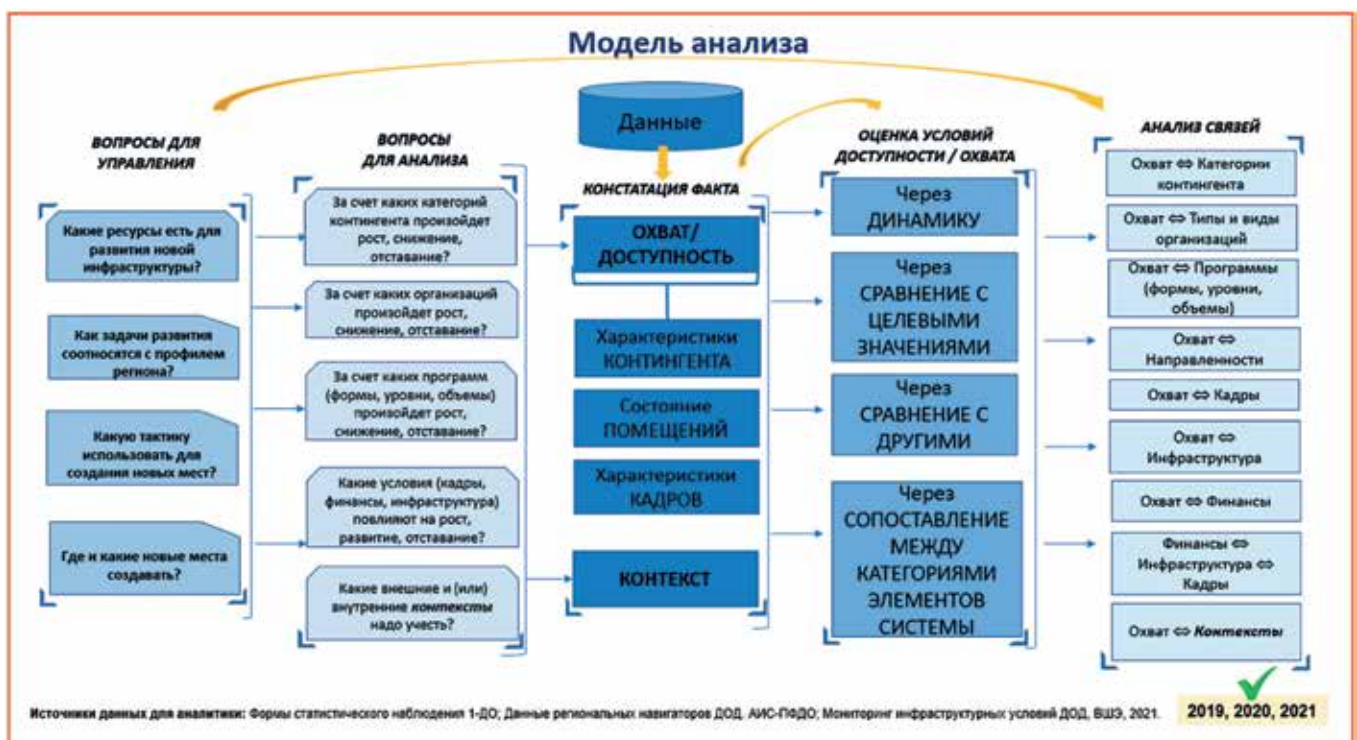 Модель анализа
ВОПРОСЫ ДЛЯ
УПРАВЛЕНИЯ
Какие ресурсы есть для
развития новой
инфраструктуры?
Как задачи развития
соотносятся с профилем
региона?
Какую тактику
использовать для
создания новых мест?
Где и какие новые места
создавать?
ВОПРОСЫ
ДЛЯ АНАЛИЗА
За счет каких категорий
контингента произойдет
рост, снижение,
отставание?
За счет каких организаций
произойдет рост,
снижение, отставание?
За счет каких программ
(формы, уровни, объемы)
произойдет рост,
снижение, отставание?
Какие условия (кадры,
финансы, инфраструктура)
повлияют на рост,
развитие, отставание?
Какие внешние и (или)
внутренние контексты
надо учесть?
Данные
КОНСТАТАЦИЯ ФАКТА
ОХВАТ/
ДОСТУПНОСТЬ
Характеристики
КОНТИНГЕНТА
Состояние
ПОМЕЩЕНИЙ
Характеристики
КАДРОВ
КОНТЕКСТ
ОЦЕНКА УСЛОВИЙ
ДОСТУПНОСТИ / ОХВАТА
Через
ДИНАМИКУ
Через
СРАВНЕНИЕ С
ЦЕЛЕВЫМИ
ЗНАЧЕНИЯМИ
Через
СРАВНЕНИЕ С
ДРУГИМИ
Через
СОПОСТАВЛЕНИЕ
МЕЖДУ
КАТЕГОРИЯМИ
ЭЛЕМЕНТОВ
СИСТЕМЫ
АНАЛИЗ СВЯЗЕЙ
Охват ⇔ Категории
контингента
Охват ⇔ Типы и виды
организаций
Охват ⇔ Программы
(формы, уровни,
объемы)
Охват ⇔
Направленности
Охват ⇔ Кадры
Охват ⇔
Инфраструктура
Охват ⇔ Финансы
Финансы ⇔
Инфраструктура ⇔
Кадры
Охват ⇔ Контексты
Источники данных для аналитики: Формы статистического наблюдения 1-ДО; Данные региональных навигаторов ДОД. АИС-ПФДО; Мониторинг инфраструктурных условий ДОД, ВШЭ, 2021.
2019, 2020, 2021